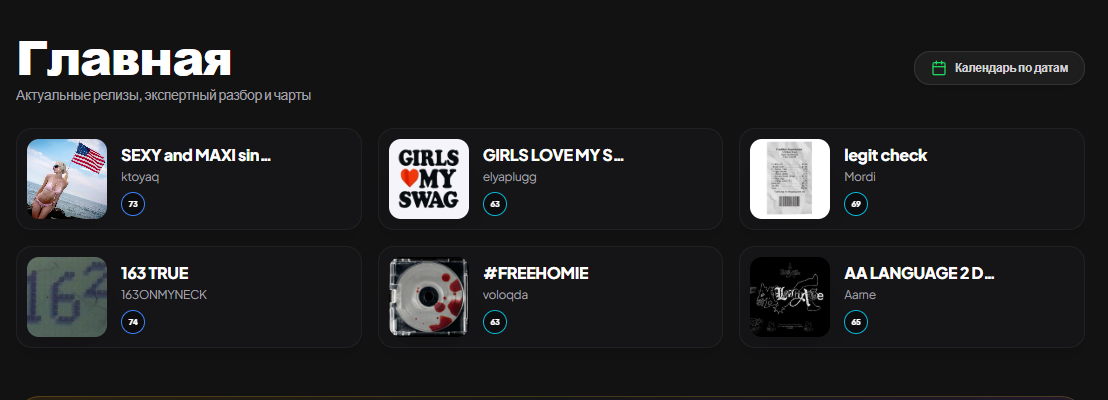 Главная
Актуальные релизы, экспертный разбор и чарты
Календарь по датам
SEXY and MAXI sin...
ktoyaq
73
GIRLS
MY
SWAG
GIRLS LOVE MY S...
elyaplugg
63
legit check
Mordi
69
163 TRUE
163ONMYNECK
74
#FREEHOMIE
voloqda
63
AA LANGUAGE 2 D...
Aarne
65